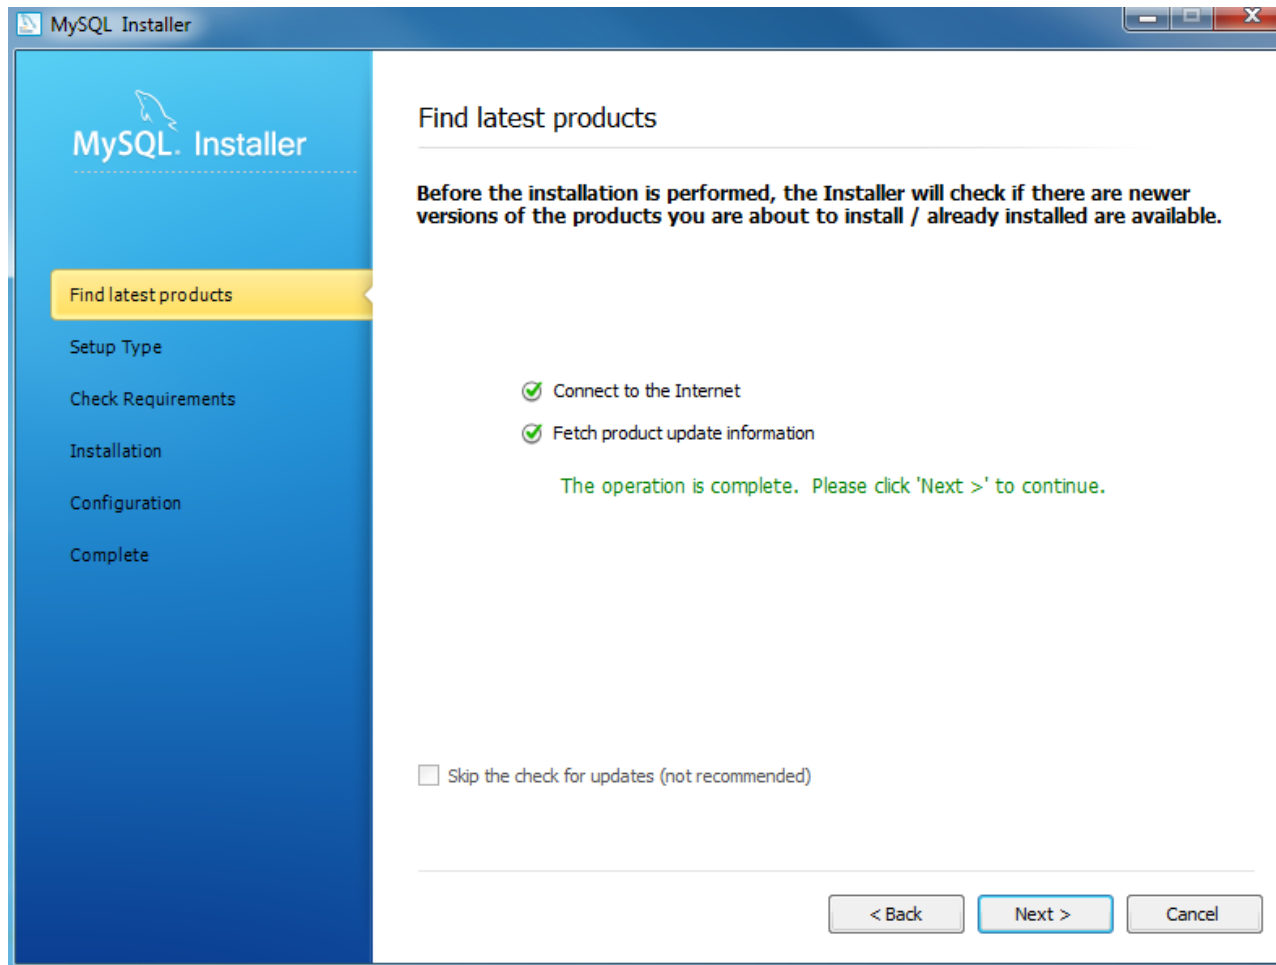 MySQL Installer
MySQL. Installer
Find latest products
Setup Type
Check Requirements
Installation
Configuration
Complete
Find latest products
Before the installation is performed, the Installer will check if there are newer
versions of the products you are about to install / already installed are available.
Connect to the Internet
Fetch product update information
The operation is complete. Please click 'Next >' to continue.
Skip the check for updates (not recommended)
< Back Next > Cancel